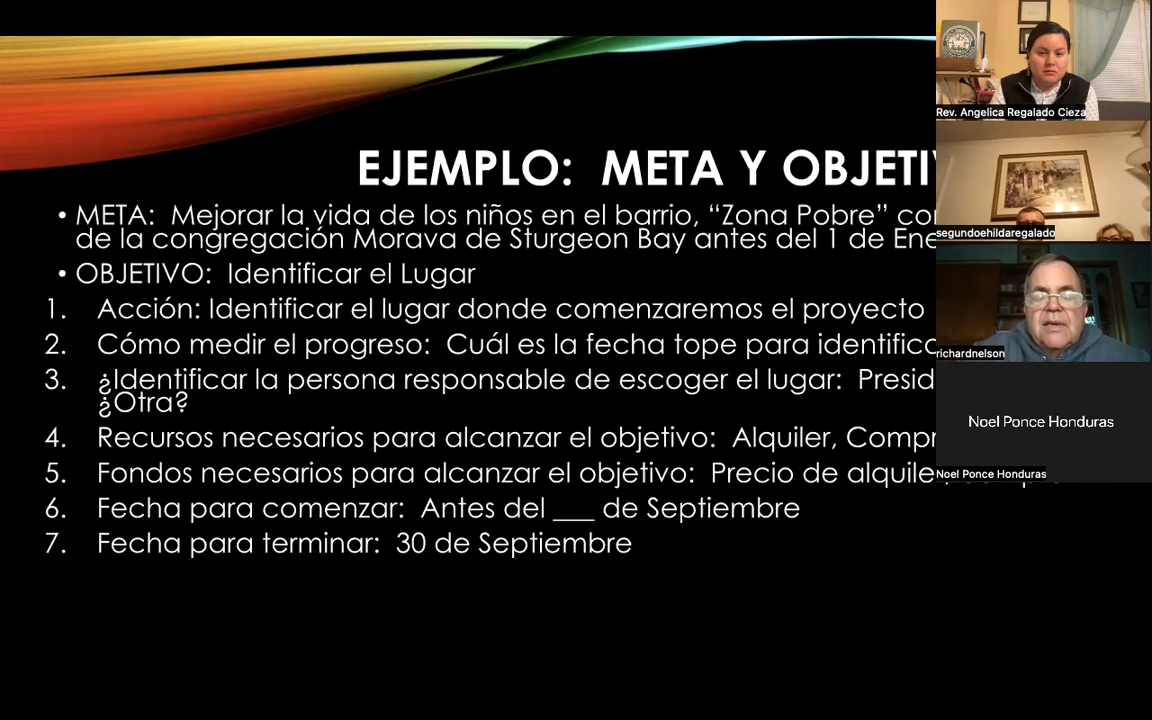 EJEMPLO: META Y OBJETIV
• META: Mejorar la vida de los niños en el barrio, “Zona Pobre” co
de la congregación Morava de Sturgeon Bay antes del 1 de Ene
• OBJETIVO: Identificar el Lugar
1. Acción: Identificar el lugar donde comenzaremos el proyecto
2. Cómo medir el progreso: Cuál es la fecha tope para identifica
3. ¿Identificar la persona responsable de escoger el lugar: Presid
¿Otra?
4. Recursos necesarios para alcanzar el objetivo: Alquiler, Compr
5. Fondos necesarios para alcanzar el objetivo: Precio de alquile
6. Fecha para comenzar: Antes del ___ de Septiembre
7. Fecha para terminar: 30 de Septiembre
Rev. Angelica Regalado Cieza
segundoehildaregalado
richardnelson
Noel Ponce Honduras
Noel Ponce Honduras